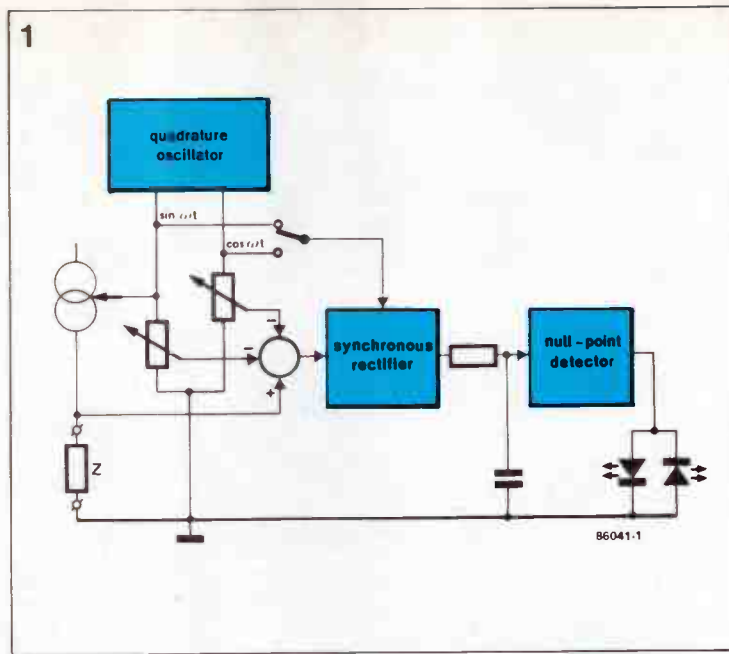 1
quadrature
oscillator
sin ωt
cos ωt
−
−
+
synchronous
rectifier
null-point
detector
Z
86041-1